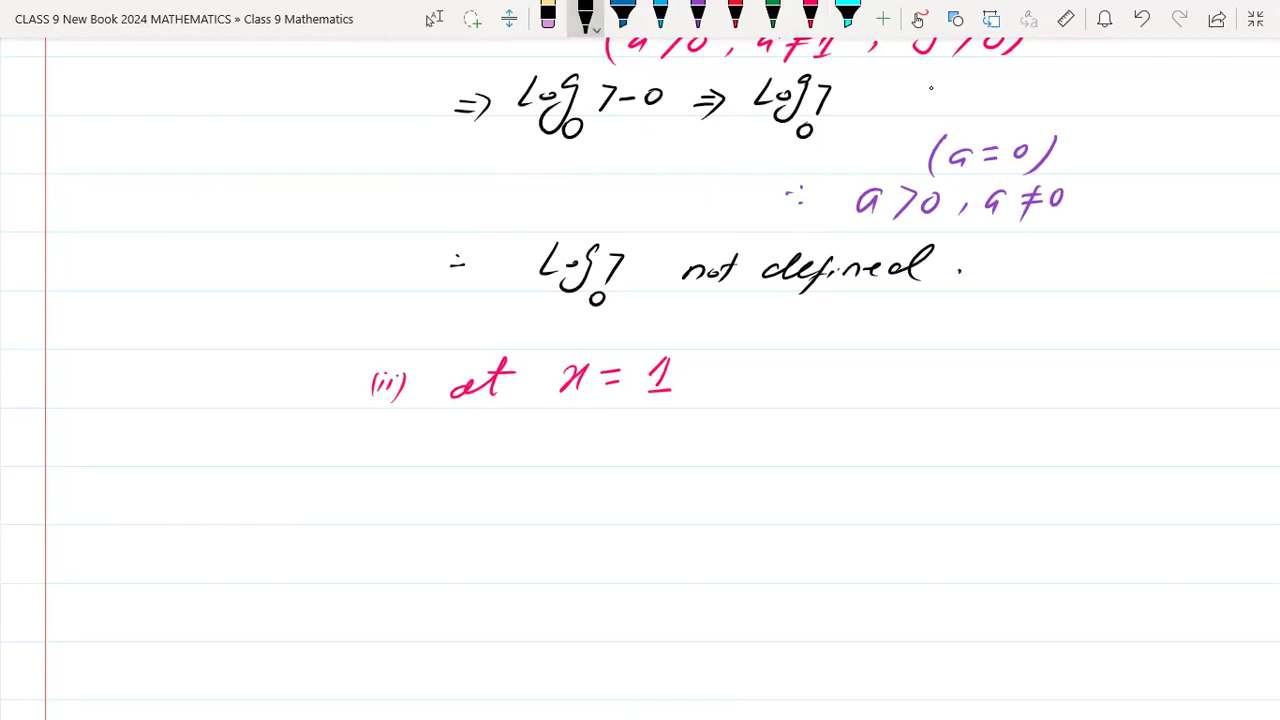 CLASS 9 New Book 2024 MATHEMATICS » Class 9 Mathematics
(a>0, a≠1, y>0)
⇒ Log₀ 7-0 ⇒ Log₀ 7
(a=0)
∵ a>0, a≠0
∴ Log₀ 7 not defined.
(ii) at x = 1